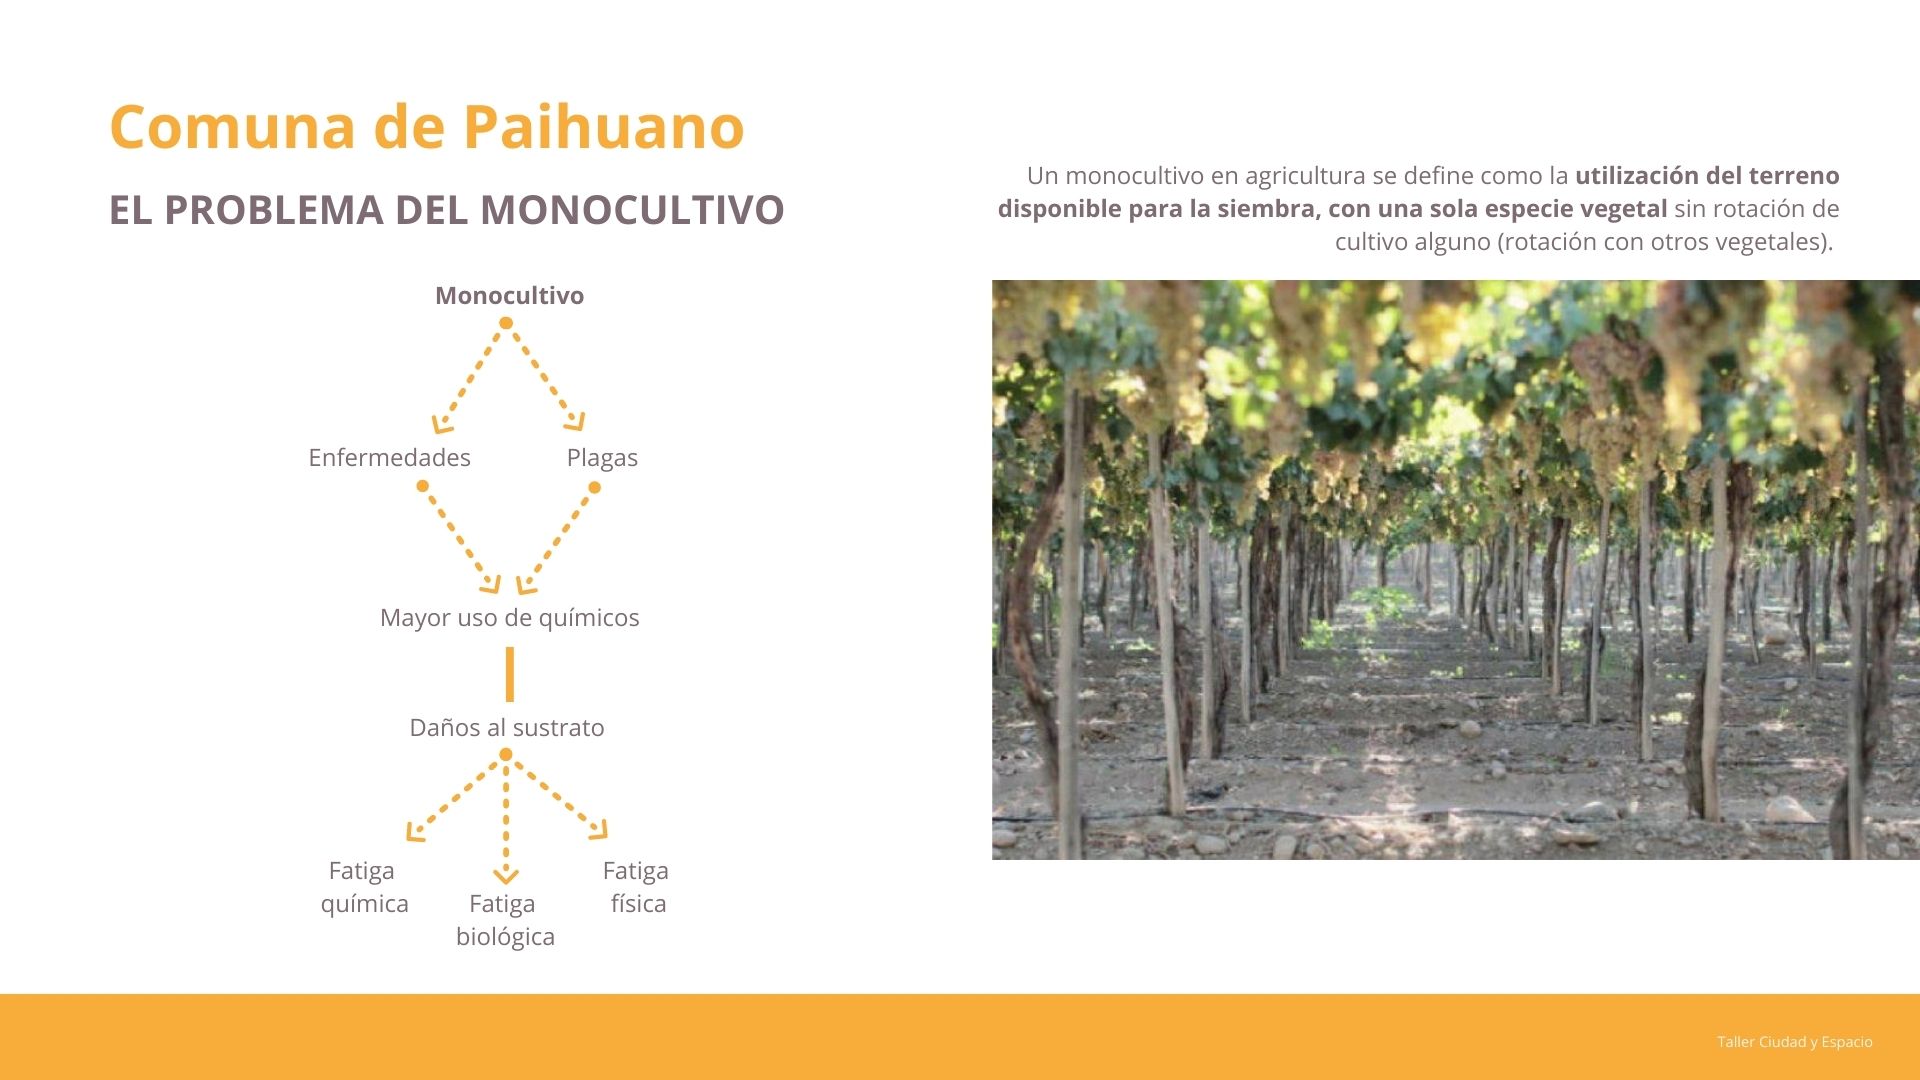 Comuna de Paihuano
EL PROBLEMA DEL MONOCULTIVO
Un monocultivo en agricultura se define como la utilización del terreno
disponible para la siembra, con una sola especie vegetal sin rotación de
cultivo alguno (rotación con otros vegetales).
Monocultivo
Enfermedades
Plagas
Mayor uso de químicos
Daños al sustrato
Fatiga
química
Fatiga
biológica
Fatiga
física
Taller Ciudad y Espacio